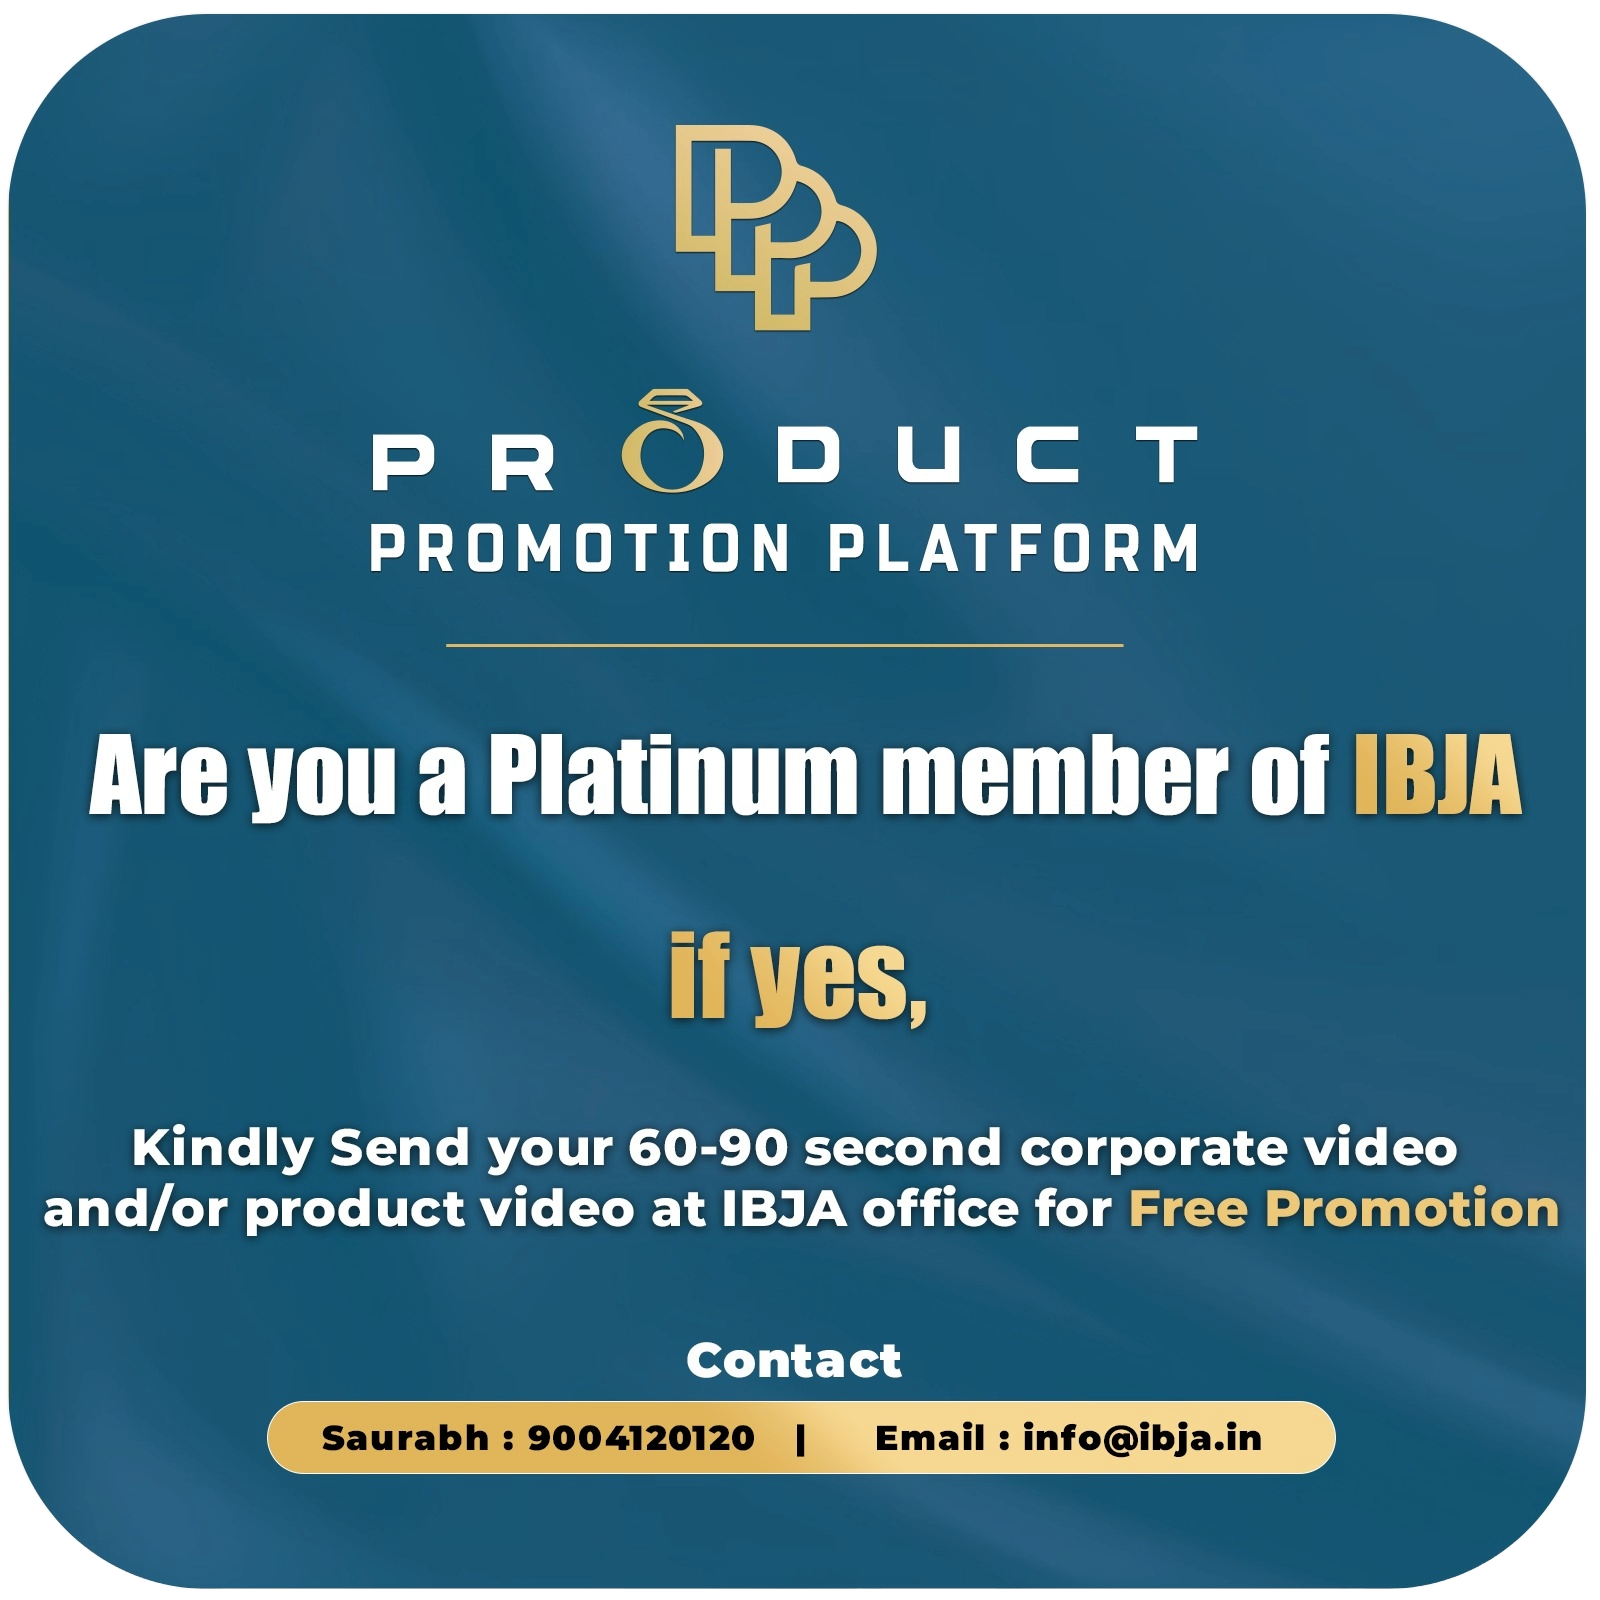 PPP
PRODUCT
PROMOTION PLATFORM
Are you a Platinum member of IBJA
if yes,
Kindly Send your 60-90 second corporate video
and/or product video at IBJA office for Free Promotion
Contact
Saurabh : 9004120120 | Email : info@ibja.in